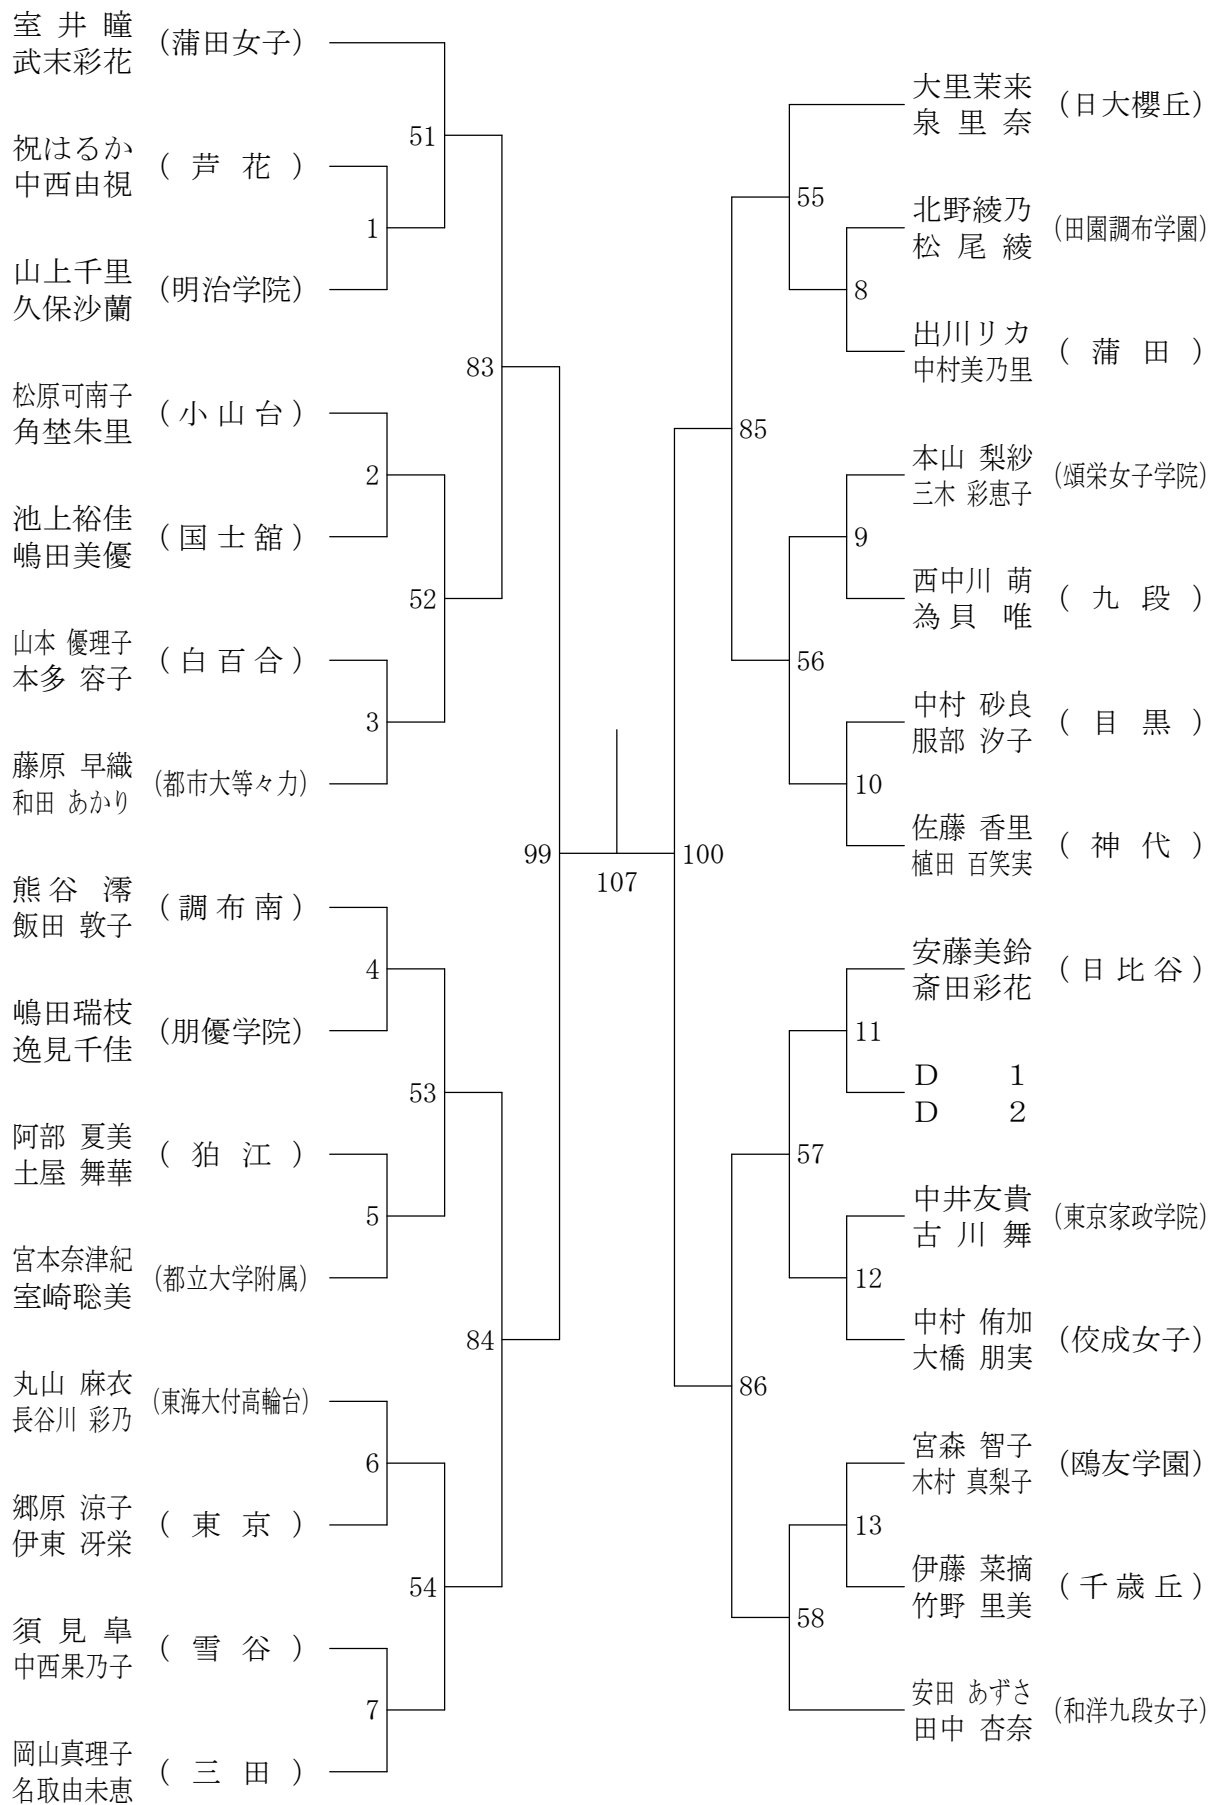 室井瞳
武末彩花
(蒲田女子)
祝はるか
中西由視
(芦花)
山上千里
久保沙蘭
(明治学院)
松原可南子
角埜朱里
(小山台)
池上裕佳
嶋田美優
(国士舘)
山本 優理子
本多 容子
(白百合)
藤原 早織
和田 あかり
(都市大等々力)
熊谷 澪
飯田 敦子
(調布南)
嶋田瑞枝
逸見千佳
(朋優学院)
阿部 夏美
土屋 舞華
(狛江)
宮本奈津紀
室崎聡美
(都立大学附属)
丸山 麻衣
長谷川 彩乃
(東海大付高輪台)
郷原 涼子
伊東 冴栄
(東京)
須見皐
中西果乃子
(雪谷)
岡山真理子
名取由未恵
(三田)
1
2
3
4
5
6
7
51
52
53
54
83
84
99
107
100
85
86
55
56
57
58
8
9
10
11
12
13
大里茉来
泉里奈
(日大櫻丘)
北野綾乃
松尾綾
(田園調布学園)
出川リカ
中村美乃里
(蒲田)
本山 梨紗
三木 彩恵子
(頌栄女子学院)
西中川 萌
為貝 唯
(九段)
中村 砂良
服部 汐子
(目黒)
佐藤 香里
植田 百笑実
(神代)
安藤美鈴
斎田彩花
(日比谷)
D 1
D 2
中井友貴
古川舞
(東京家政学院)
中村 侑加
大橋 朋実
(佼成女子)
宮森 智子
木村 真梨子
(鴎友学園)
伊藤 菜摘
竹野 里美
(千歳丘)
安田 あずさ
田中 杏奈
(和洋九段女子)